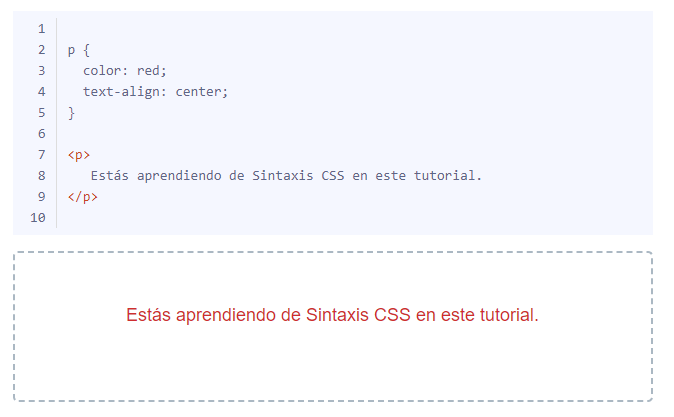 1
2 p {
3 color: red;
4 text-align: center;
5 }
6
7 <p>
8 Estás aprendiendo de Sintaxis CSS en este tutorial.
9 </p>
10
Estás aprendiendo de Sintaxis CSS en este tutorial.